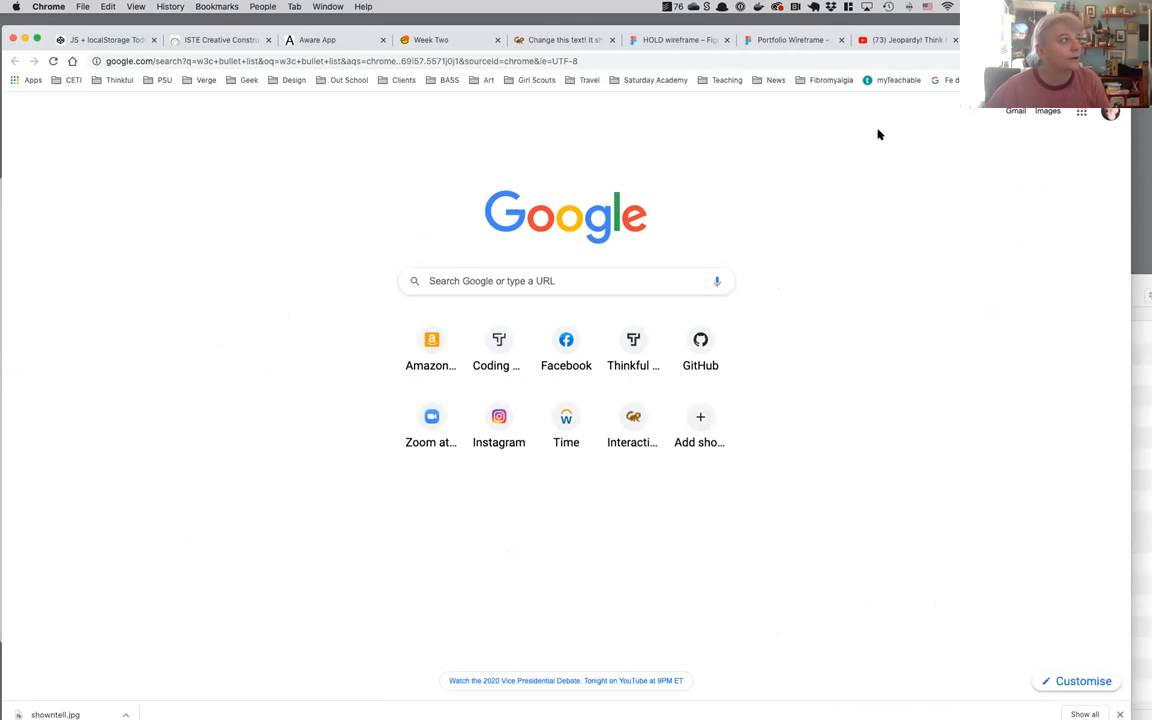 Chrome File Edit View History Bookmarks People Tab Window Help 76
JS + localStorage Tod ISTE Creative Constru Aware App Week Two Change this text! It sh HOLD wireframe – Fig Portfolio Wireframe – (73) Jeopardy! Think
google.com/search?q=w3c+bullet+list&oq=w3c+bullet+list&aqs=chrome..69i57.5571j0j1&sourceid=chrome&ie=UTF-8
Apps CETI Thinkful PSU Verge Geek Design Out School Clients BASS Art Girl Scouts Travel Saturday Academy Teaching News Fibromyalgia myTeachable Fe d
Gmail Images
Google
Search Google or type a URL
Amazon... Coding ... Facebook Thinkful ... GitHub
Zoom at... Instagram Time Interacti... Add sho...
Watch the 2020 Vice Presidential Debate. Tonight on YouTube at 9PM ET
Customise
showntell.jpg Show all